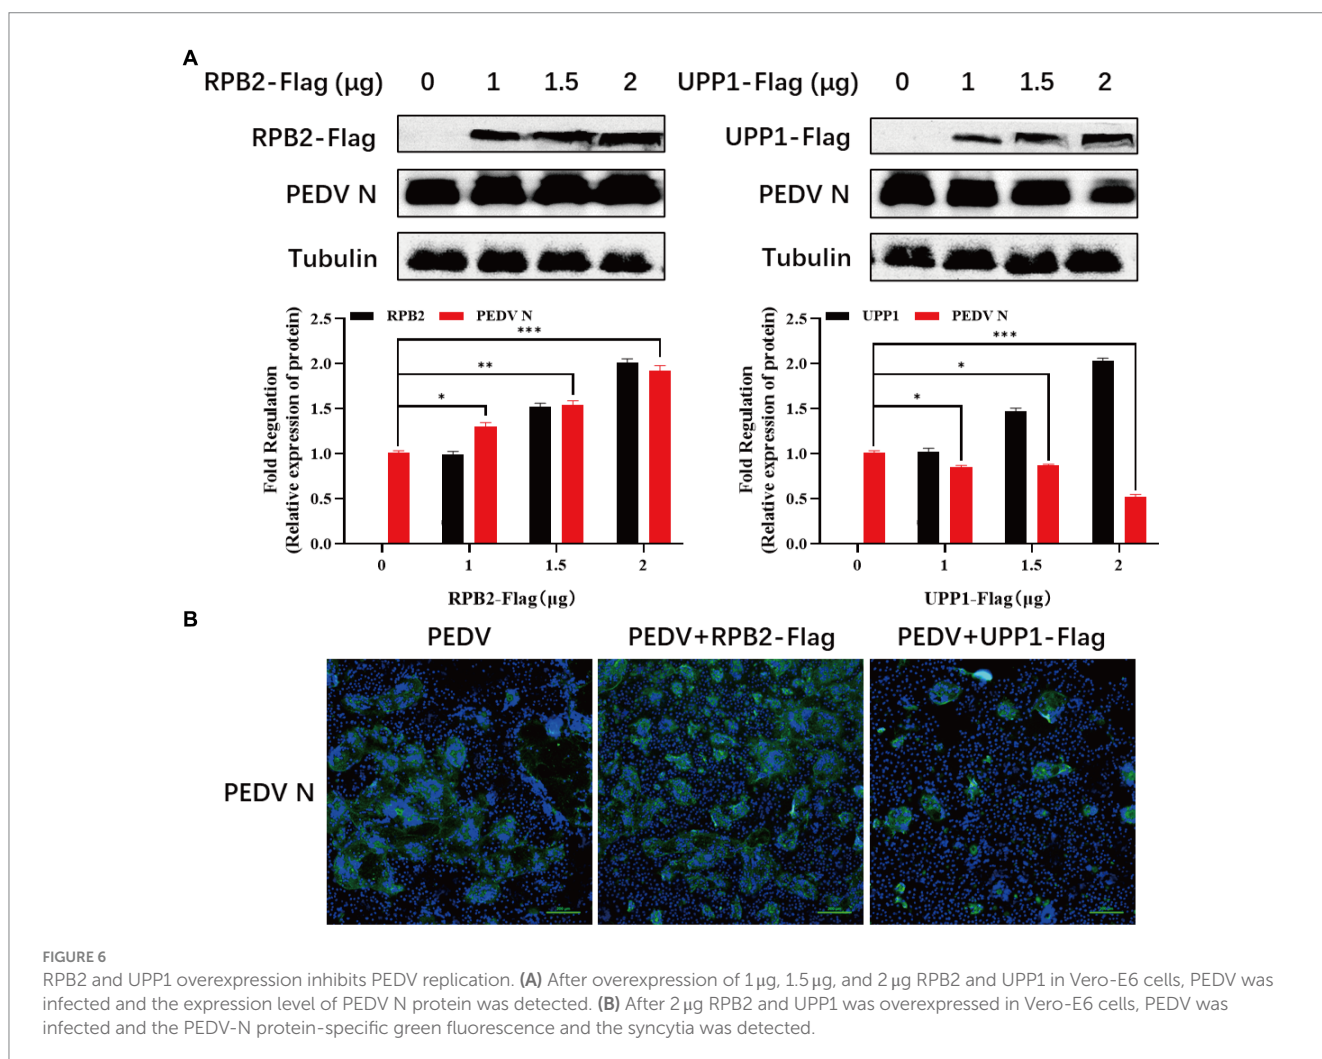 A
RPB2-Flag (μg) 0 1 1.5 2
RPB2-Flag
PEDV N
Tubulin
UPP1-Flag (μg) 0 1 1.5 2
UPP1-Flag
PEDV N
Tubulin
RPB2 PEDV N
Fold Regulation
(Relative expression of protein)
2.5
2.0
1.5
1.0
0.5
0.0
***
**
*
0 1 1.5 2
RPB2-Flag(μg)
UPP1 PEDV N
Fold Regulation
(Relative expression of protein)
2.5
2.0
1.5
1.0
0.5
0.0
***
*
*
0 1 1.5 2
UPP1-Flag(μg)
B
PEDV PEDV+RPB2-Flag PEDV+UPP1-Flag
PEDV N
FIGURE 6
RPB2 and UPP1 overexpression inhibits PEDV replication. (A) After overexpression of 1 μg, 1.5 μg, and 2 μg RPB2 and UPP1 in Vero-E6 cells, PEDV was
infected and the expression level of PEDV N protein was detected. (B) After 2 μg RPB2 and UPP1 was overexpressed in Vero-E6 cells, PEDV was
infected and the PEDV-N protein-specific green fluorescence and the syncytia was detected.